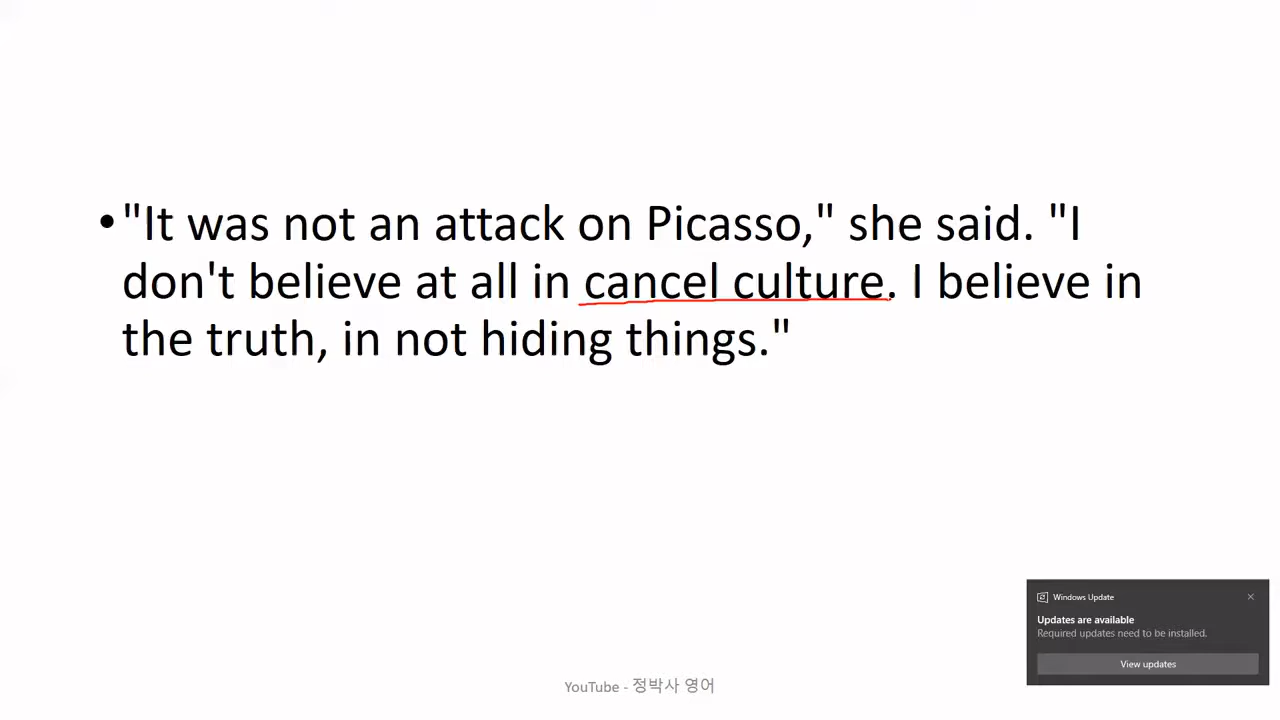 •"It was not an attack on Picasso," she said. "I
don't believe at all in cancel culture. I believe in
the truth, in not hiding things."
Windows Update
Updates are available
Required updates need to be installed.
View updates
YouTube - 정박사 영어